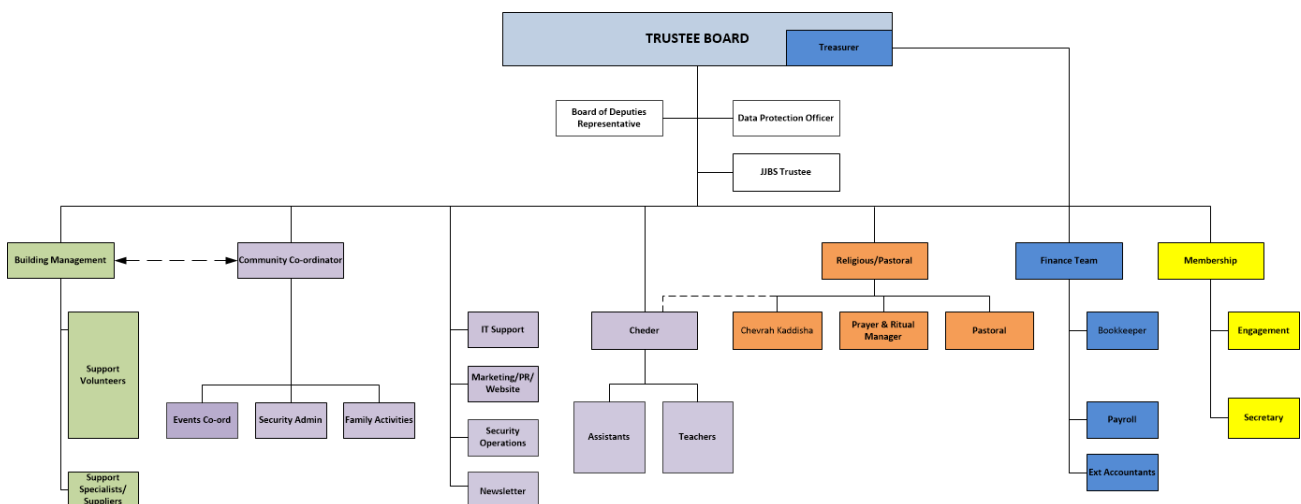 TRUSTEE BOARD
Treasurer
Board of Deputies
Representative
Data Protection Officer
JJBS Trustee
Building Management
Community Co-ordinator
Religious/Pastoral
Finance Team
Membership
Support
Volunteers
IT Support
Cheder
Chevrah Kaddisha
Prayer & Ritual
Manager
Pastoral
Bookkeeper
Engagement
Marketing/PR/
Website
Events Co-ord
Security Admin
Family Activities
Security
Operations
Assistants
Teachers
Payroll
Secretary
Support
Specialists/
Suppliers
Newsletter
Ext Accountants